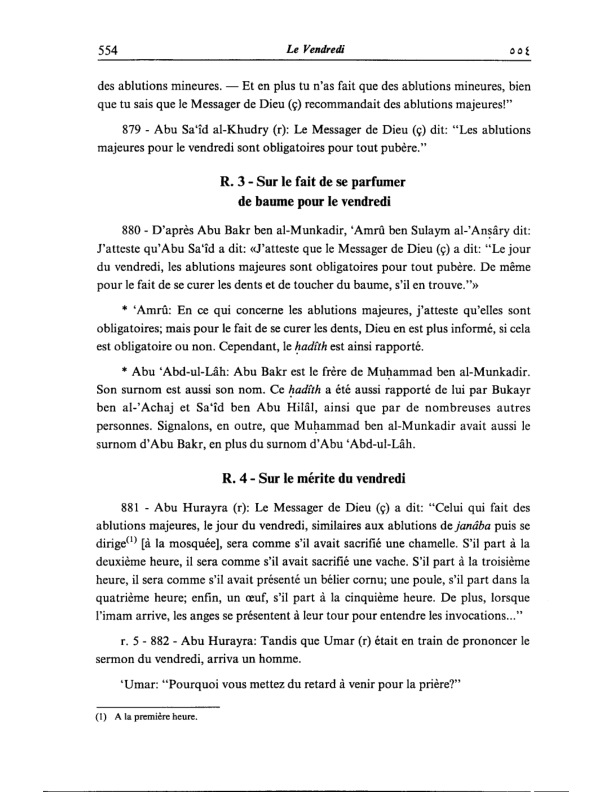 554 Le Vendredi ٥٥٤
des ablutions mineures. — Et en plus tu n'as fait que des ablutions mineures, bien
que tu sais que le Messager de Dieu (ç) recommandait des ablutions majeures!"
879 - Abu Sa‘îd al-Khudry (r): Le Messager de Dieu (ç) dit: “Les ablutions
majeures pour le vendredi sont obligatoires pour tout pubère.”
R. 3 - Sur le fait de se parfumer
de baume pour le vendredi
880 - D'après Abu Bakr ben al-Munkadir, ‘Amrû ben Sulaym al-’Anṣâry dit:
J'atteste qu'Abu Sa‘îd a dit: «J'atteste que le Messager de Dieu (ç) a dit: “Le jour
du vendredi, les ablutions majeures sont obligatoires pour tout pubère. De même
pour le fait de se curer les dents et de toucher du baume, s'il en trouve.”»
* ‘Amrû: En ce qui concerne les ablutions majeures, j'atteste qu'elles sont
obligatoires; mais pour le fait de se curer les dents, Dieu en est plus informé, si cela
est obligatoire ou non. Cependant, le ḥadîth est ainsi rapporté.
* Abu ‘Abd-ul-Lâh: Abu Bakr est le frère de Muḥammad ben al-Munkadir.
Son surnom est aussi son nom. Ce ḥadîth a été aussi rapporté de lui par Bukayr
ben al-’Achaj et Sa‘îd ben Abu Hilâl, ainsi que par de nombreuses autres
personnes. Signalons, en outre, que Muḥammad ben al-Munkadir avait aussi le
surnom d'Abu Bakr, en plus du surnom d'Abu ‘Abd-ul-Lâh.
R. 4 - Sur le mérite du vendredi
881 - Abu Hurayra (r): Le Messager de Dieu (ç) a dit: “Celui qui fait des
ablutions majeures, le jour du vendredi, similaires aux ablutions de janâba puis se
dirige(1) [à la mosquée], sera comme s'il avait sacrifié une chamelle. S'il part à la
deuxième heure, il sera comme s'il avait sacrifié une vache. S'il part à la troisième
heure, il sera comme s'il avait présenté un bélier cornu; une poule, s'il part dans la
quatrième heure; enfin, un œuf, s'il part à la cinquième heure. De plus, lorsque
l'imam arrive, les anges se présentent à leur tour pour entendre les invocations...”
r. 5 - 882 - Abu Hurayra: Tandis que Umar (r) était en train de prononcer le
sermon du vendredi, arriva un homme.
‘Umar: “Pourquoi vous mettez du retard à venir pour la prière?”
(1) A la première heure.